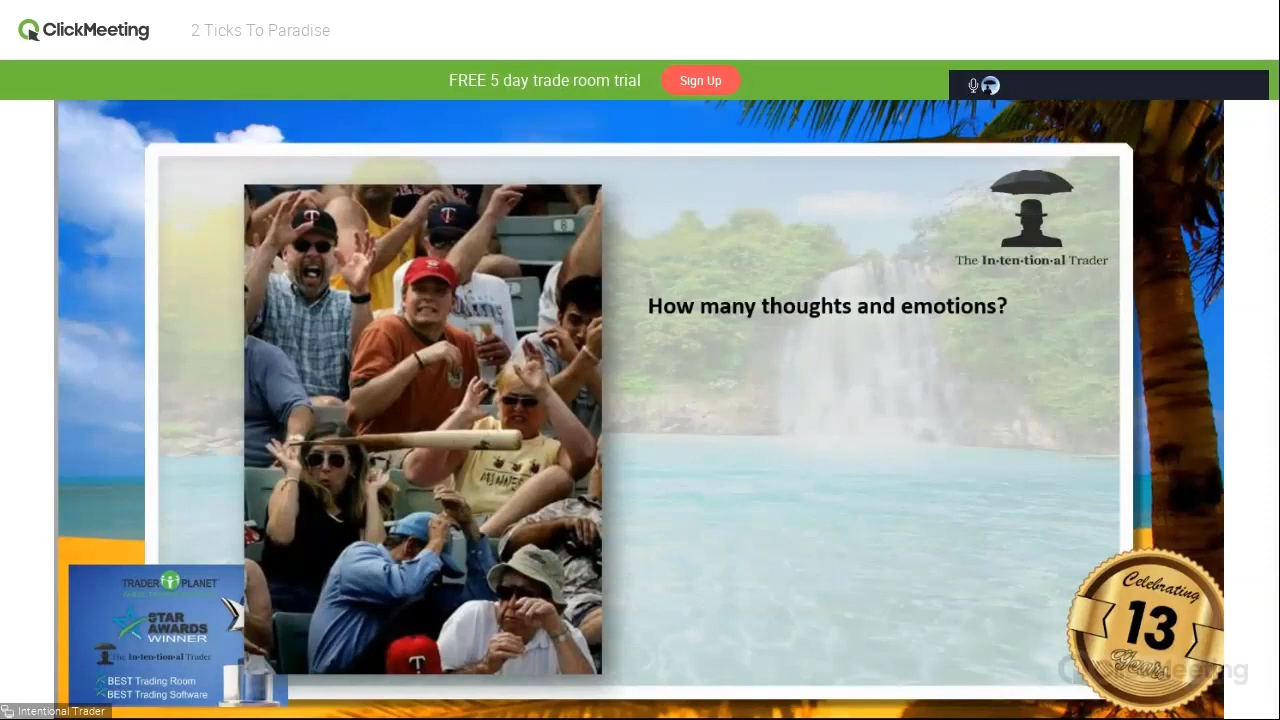 ClickMeeting
2 Ticks To Paradise
FREE 5 day trade room trial
Sign Up
The In·ten·tion·al Trader
How many thoughts and emotions?
TRADER PLANET
STAR
AWARDS
WINNER
The In·ten·tion·al Trader
BEST Trading Room
BEST Trading Software
Celebrating
13
Years
ClickMeeting
Intentional Trader